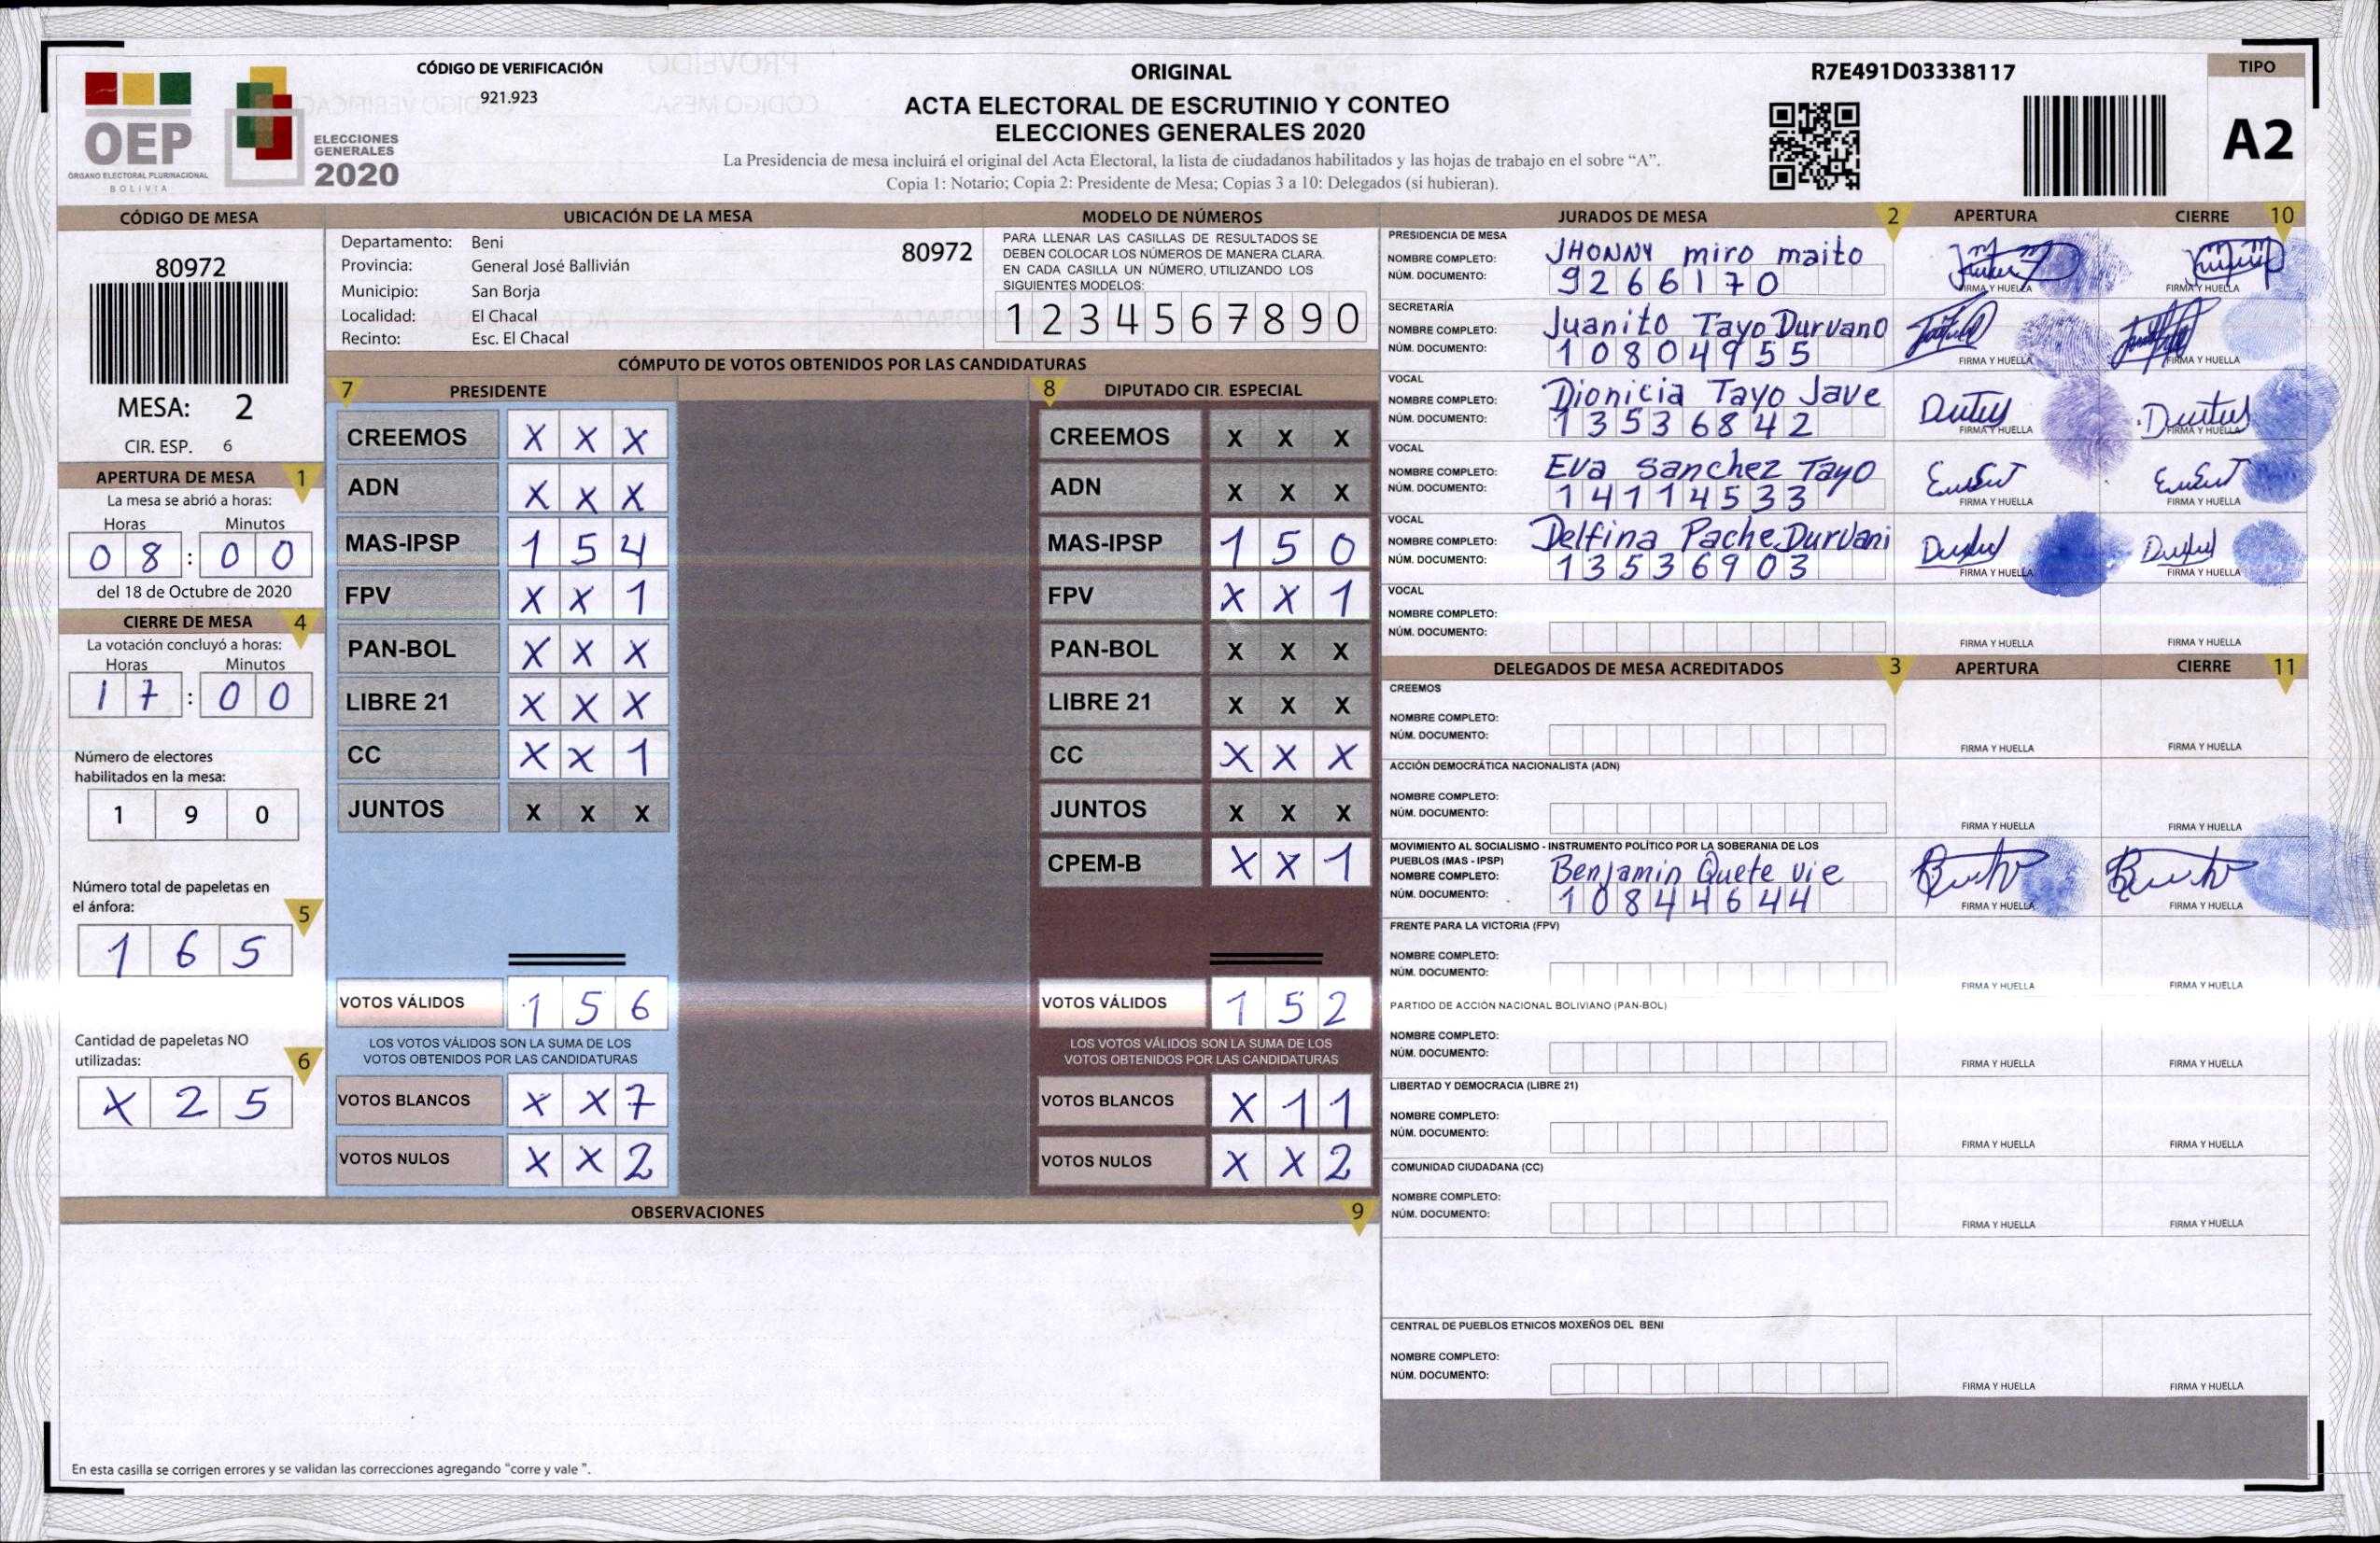 CÓDIGO DE VERIFICACIÓN
921.923
OEP
ÓRGANO ELECTORAL PLURINACIONAL
BOLIVIA
ELECCIONES
GENERALES
2020
ORIGINAL
ACTA ELECTORAL DE ESCRUTINIO Y CONTEO
ELECCIONES GENERALES 2020
La Presidencia de mesa incluirá el original del Acta Electoral, la lista de ciudadanos habilitados y las hojas de trabajo en el sobre “A”.
Copia 1: Notario; Copia 2: Presidente de Mesa; Copias 3 a 10: Delegados (si hubieran).
R7E491D03338117
TIPO
A2
CÓDIGO DE MESA
80972
MESA: 2
CIR. ESP. 6
APERTURA DE MESA 1
La mesa se abrió a horas:
Horas Minutos
08:00
del 18 de Octubre de 2020
CIERRE DE MESA 4
La votación concluyó a horas:
Horas Minutos
17:00
Número de electores
habilitados en la mesa:
1 9 0
Número total de papeletas en
el ánfora: 5
1 6 5
Cantidad de papeletas NO
utilizadas: 6
X 2 5
UBICACIÓN DE LA MESA
Departamento: Beni
80972
Provincia: General José Ballivián
Municipio: San Borja
Localidad: El Chacal
Recinto: Esc. El Chacal
MODELO DE NÚMEROS
PARA LLENAR LAS CASILLAS DE RESULTADOS SE
DEBEN COLOCAR LOS NÚMEROS DE MANERA CLARA.
EN CADA CASILLA UN NÚMERO, UTILIZANDO LOS
SIGUIENTES MODELOS:
1 2 3 4 5 6 7 8 9 0
CÓMPUTO DE VOTOS OBTENIDOS POR LAS CANDIDATURAS
7 PRESIDENTE
CREEMOS X X X
ADN X X X
MAS-IPSP 1 5 4
FPV X X 1
PAN-BOL X X X
LIBRE 21 X X X
CC X X 1
JUNTOS X X X
VOTOS VÁLIDOS 1 5 6
LOS VOTOS VÁLIDOS SON LA SUMA DE LOS
VOTOS OBTENIDOS POR LAS CANDIDATURAS
VOTOS BLANCOS X X 7
VOTOS NULOS X X 2
8 DIPUTADO CIR. ESPECIAL
CREEMOS X X X
ADN X X X
MAS-IPSP 1 5 0
FPV X X 1
PAN-BOL X X X
LIBRE 21 X X X
CC X X X
JUNTOS X X X
CPEM-B X X 1
VOTOS VÁLIDOS 1 5 2
LOS VOTOS VÁLIDOS SON LA SUMA DE LOS
VOTOS OBTENIDOS POR LAS CANDIDATURAS
VOTOS BLANCOS X 1 1
VOTOS NULOS X X 2
OBSERVACIONES 9
En esta casilla se corrigen errores y se validan las correcciones agregando “corre y vale ”.
JURADOS DE MESA 2 APERTURA CIERRE 10
PRESIDENCIA DE MESA
NOMBRE COMPLETO: JHONNY miro maito
NÚM. DOCUMENTO: 9266170
FIRMA Y HUELLA FIRMA Y HUELLA
SECRETARÍA
NOMBRE COMPLETO: Juanito Tayo Durvano
NÚM. DOCUMENTO: 10804955
FIRMA Y HUELLA FIRMA Y HUELLA
VOCAL
NOMBRE COMPLETO: Dionicia Tayo Jave
NÚM. DOCUMENTO: 13536842
FIRMA Y HUELLA FIRMA Y HUELLA
VOCAL
NOMBRE COMPLETO: Eva Sanchez Tayo
NÚM. DOCUMENTO: 14114533
FIRMA Y HUELLA FIRMA Y HUELLA
VOCAL
NOMBRE COMPLETO: Delfina Pache Durvani
NÚM. DOCUMENTO: 13536903
FIRMA Y HUELLA FIRMA Y HUELLA
VOCAL
NOMBRE COMPLETO:
NÚM. DOCUMENTO:
FIRMA Y HUELLA FIRMA Y HUELLA
DELEGADOS DE MESA ACREDITADOS 3 APERTURA CIERRE 11
CREEMOS
NOMBRE COMPLETO:
NÚM. DOCUMENTO:
FIRMA Y HUELLA FIRMA Y HUELLA
ACCIÓN DEMOCRÁTICA NACIONALISTA (ADN)
NOMBRE COMPLETO:
NÚM. DOCUMENTO:
FIRMA Y HUELLA FIRMA Y HUELLA
MOVIMIENTO AL SOCIALISMO - INSTRUMENTO POLÍTICO POR LA SOBERANIA DE LOS
PUEBLOS (MAS - IPSP)
NOMBRE COMPLETO: Benjamin Quete vie
NÚM. DOCUMENTO: 10844644
FIRMA Y HUELLA FIRMA Y HUELLA
FRENTE PARA LA VICTORIA (FPV)
NOMBRE COMPLETO:
NÚM. DOCUMENTO:
FIRMA Y HUELLA FIRMA Y HUELLA
PARTIDO DE ACCIÓN NACIONAL BOLIVIANO (PAN-BOL)
NOMBRE COMPLETO:
NÚM. DOCUMENTO:
FIRMA Y HUELLA FIRMA Y HUELLA
LIBERTAD Y DEMOCRACIA (LIBRE 21)
NOMBRE COMPLETO:
NÚM. DOCUMENTO:
FIRMA Y HUELLA FIRMA Y HUELLA
COMUNIDAD CIUDADANA (CC)
NOMBRE COMPLETO:
NÚM. DOCUMENTO:
FIRMA Y HUELLA FIRMA Y HUELLA
CENTRAL DE PUEBLOS ETNICOS MOXEÑOS DEL BENI
NOMBRE COMPLETO:
NÚM. DOCUMENTO:
FIRMA Y HUELLA FIRMA Y HUELLA